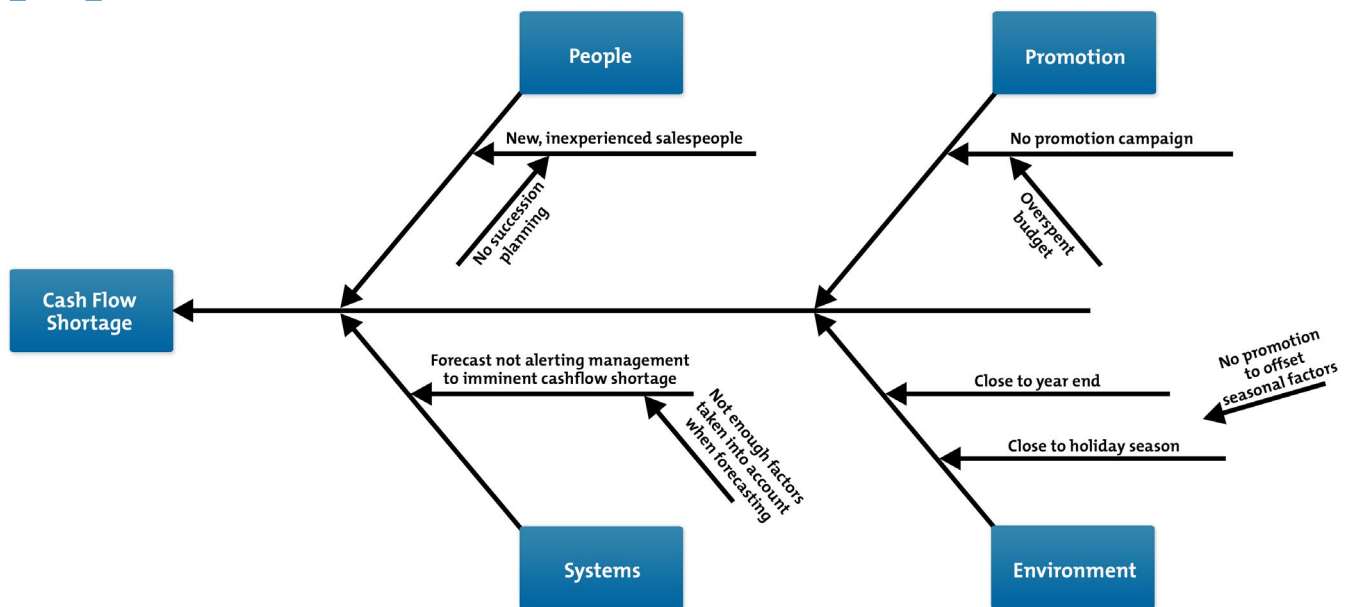 People
Promotion
New, inexperienced salespeople
No promotion campaign
No succession
planning
Overspent
budget
Cash Flow
Shortage
Forecast not alerting management
to imminent cashflow shortage
Not enough factors
taken into account
when forecasting
Close to year end
No promotion
to offset
seasonal factors
Close to holiday season
Systems
Environment